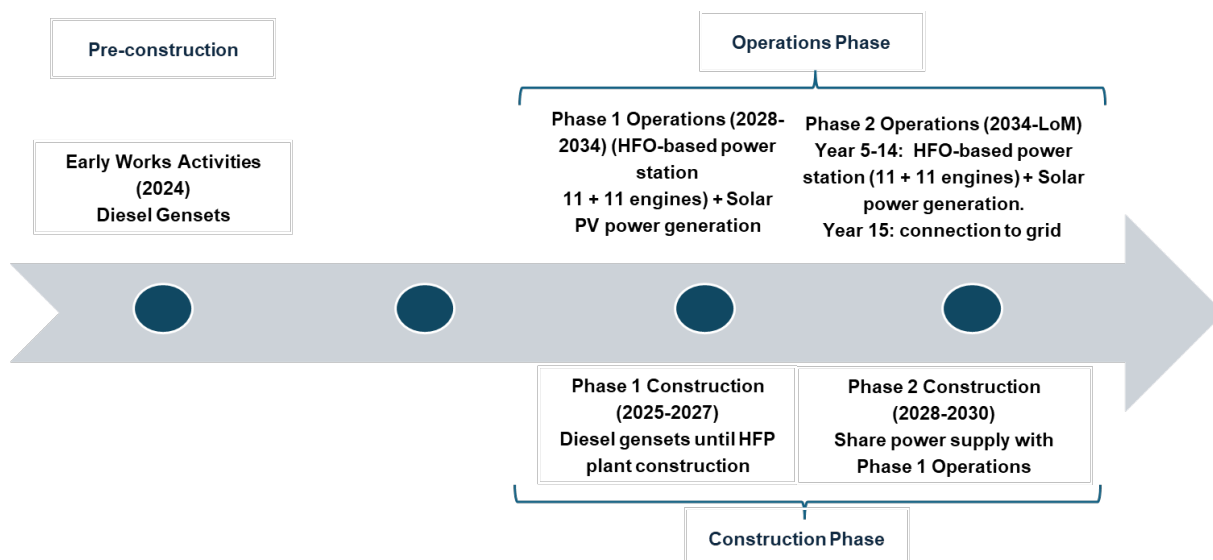 Pre-construction
Operations Phase
Early Works Activities
(2024)
Diesel Gensets
Phase 1 Operations (2028-
2034) (HFO-based power
station
11 + 11 engines) + Solar
PV power generation
Phase 2 Operations (2034-LoM)
Year 5-14: HFO-based power
station (11 + 11 engines) + Solar
power generation.
Year 15: connection to grid
Phase 1 Construction
(2025-2027)
Diesel gensets until HFP
plant construction
Phase 2 Construction
(2028-2030)
Share power supply with
Phase 1 Operations
Construction Phase